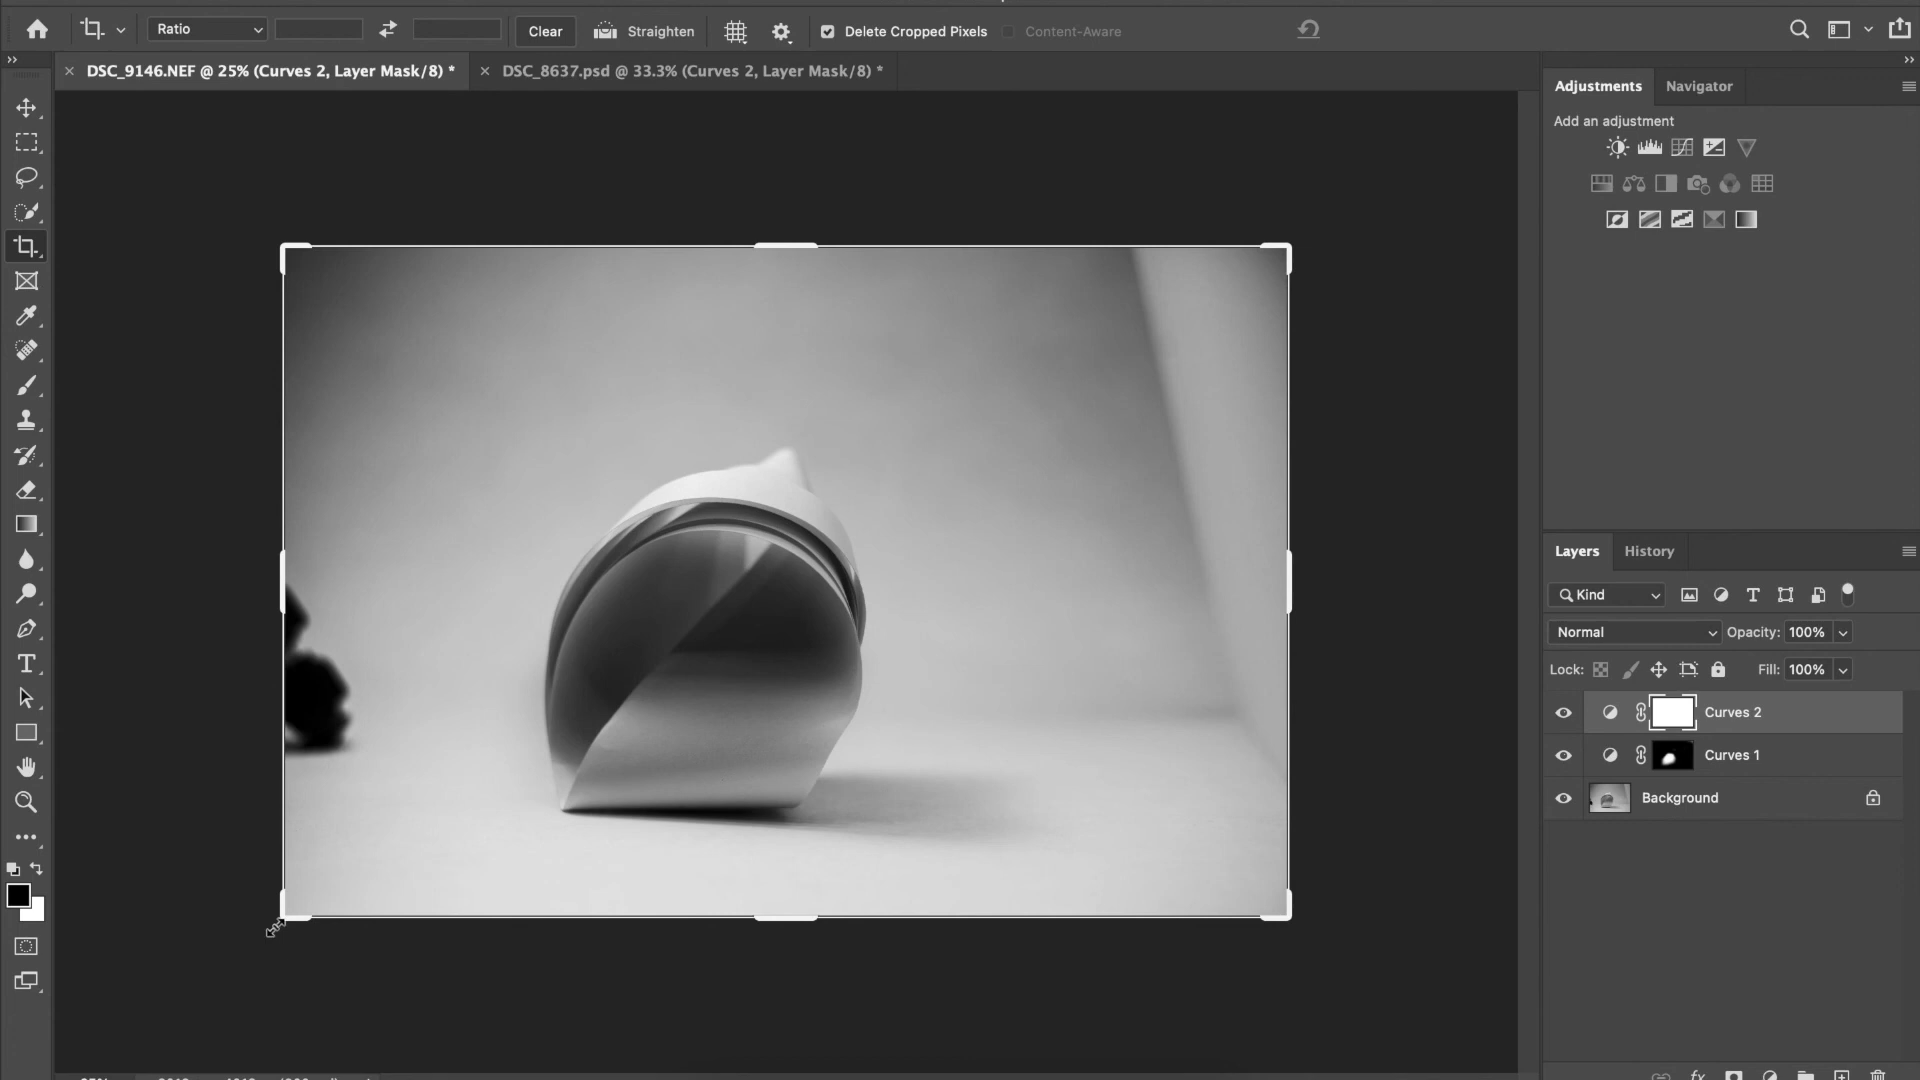 Ratio
Clear
Straighten
Delete Cropped Pixels
Content-Aware
DSC_9146.NEF @ 25% (Curves 2, Layer Mask/8) *
DSC_8637.psd @ 33.3% (Curves 2, Layer Mask/8) *
Adjustments
Navigator
Add an adjustment
Layers
History
Kind
Normal
Opacity: 100%
Lock:
Fill: 100%
Curves 2
Curves 1
Background
fx